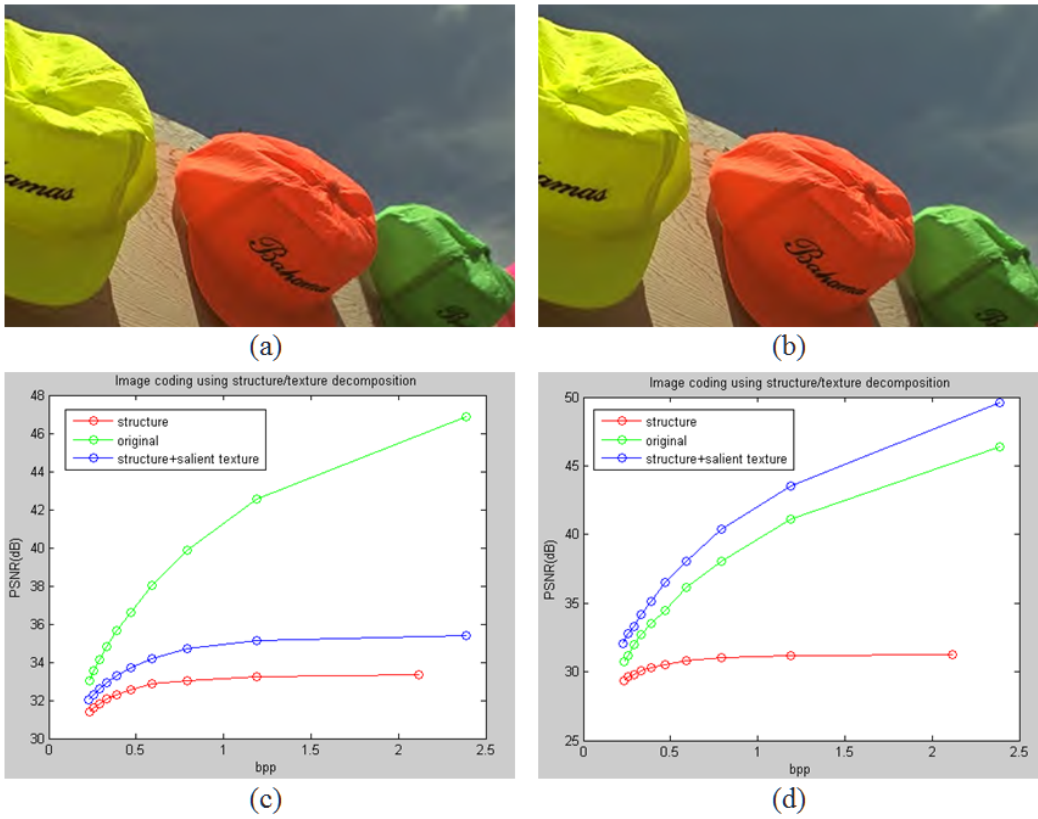 amas
Bahamas
B
amas
Bahamas
Ba
(a)
(b)
Image coding using structure/texture decomposition
structure
original
structure+salient texture
PSNR(dB)
48
46
44
42
40
38
36
34
32
30
0
0.5
1
1.5
2
2.5
bpp
(c)
Image coding using structure/texture decomposition
structure
original
structure+salient texture
PSNR(dB)
50
45
40
35
30
25
0
0.5
1
1.5
2
2.5
bpp
(d)